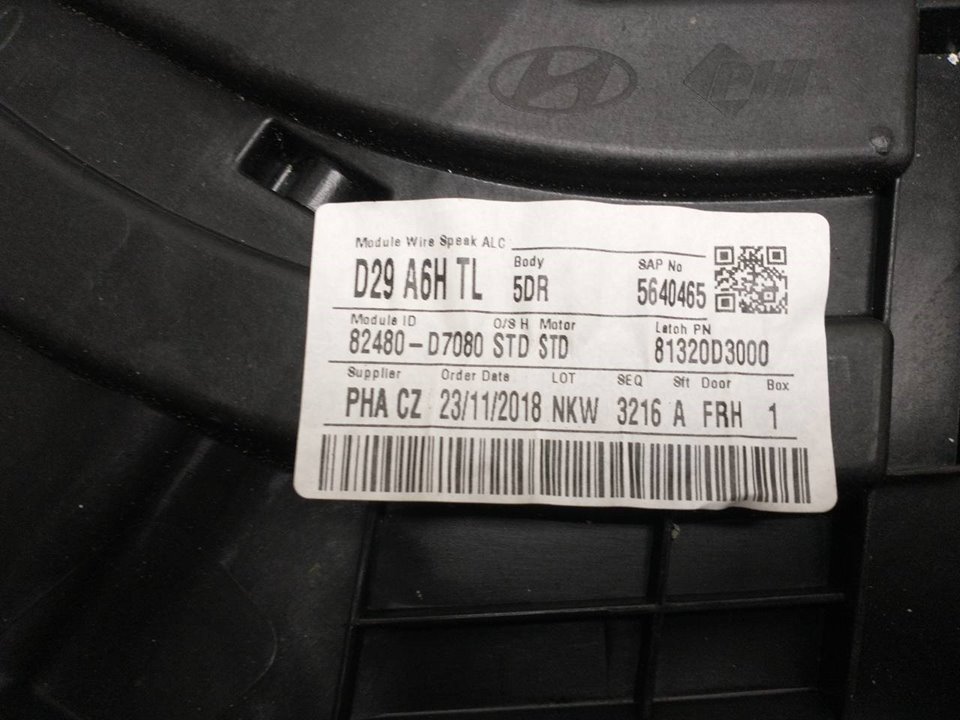 PHA
Module Wire Speak ALC
D29 A6H TL
Body
5DR
SAP No
5640465
Module ID O/S H Motor Latch PN
82480-D7080 STD STD 81320D3000
Supplier Order Date LOT SEQ Sft Door Box
PHA CZ 23/11/2018 NKW 3216 A FRH 1